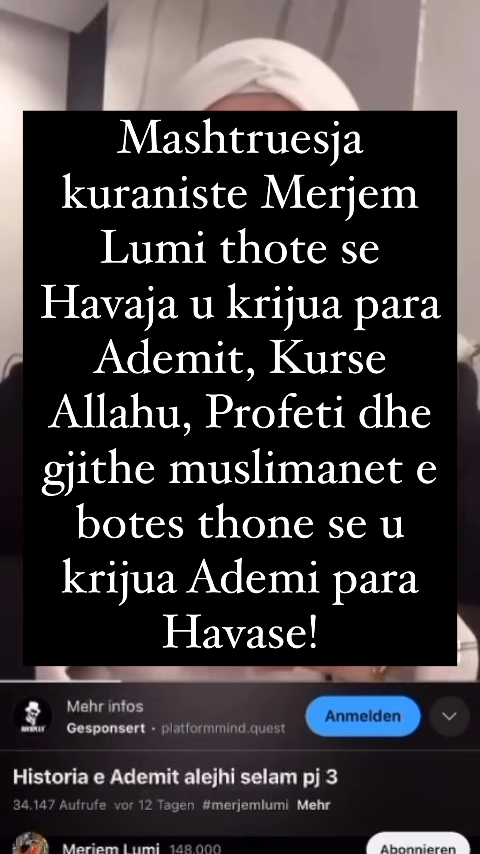 Mashtruesja
kuraniste Merjem
Lumi thote se
Havaja u krijua para
Ademit, Kurse
Allahu, Profeti dhe
gjithe muslimanet e
botes thone se u
krijua Ademi para
Havase!
Mehr infos
Gesponsert · platformmind.quest
Anmelden
Historia e Ademit alejhi selam pj 3
34.147 Aufrufe vor 12 Tagen #merjemlumi Mehr
Merjem Lumi 148.000
Abonnieren